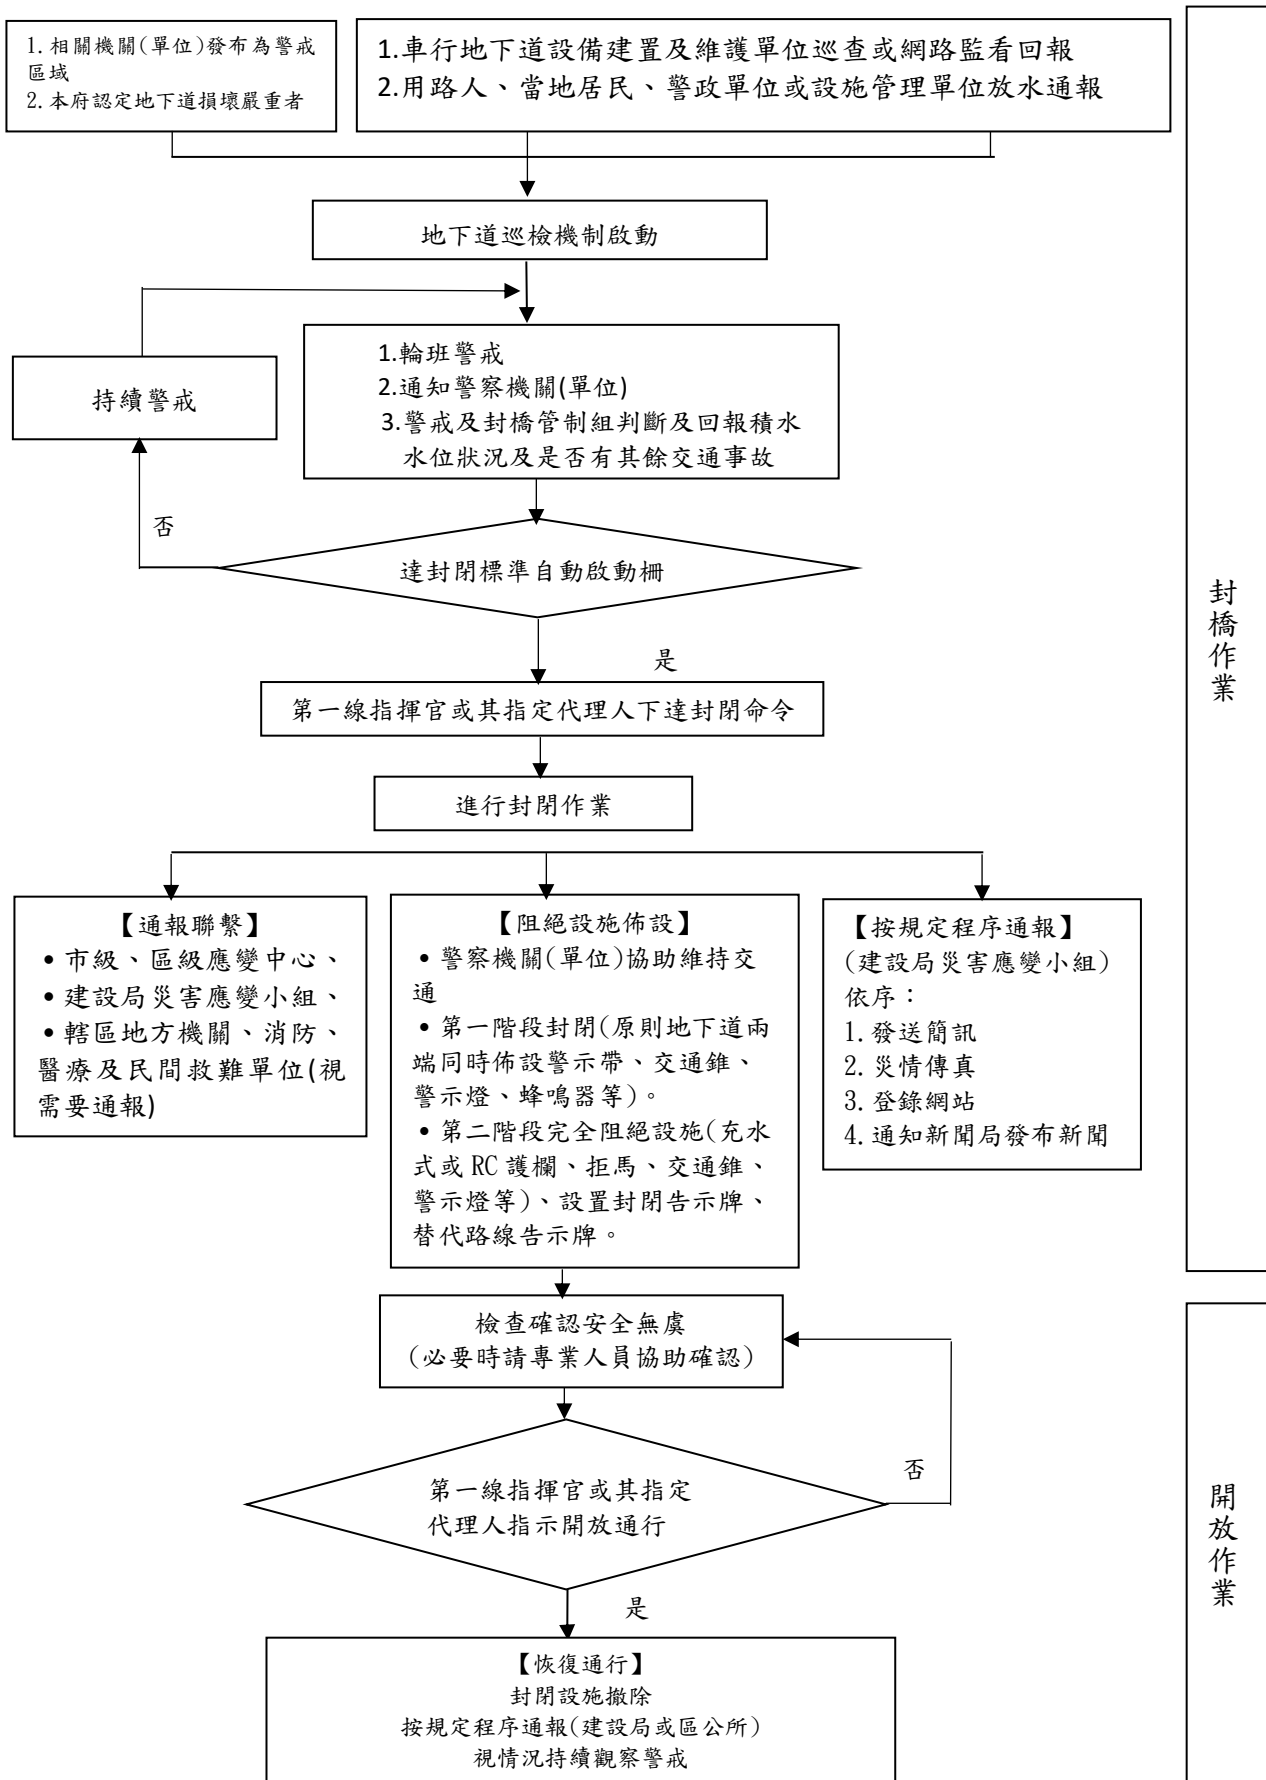 1.相關機關(單位)發布為警戒
區域
2.本府認定地下道損壞嚴重者
1.車行地下道設備建置及維護單位巡查或網路監看回報
2.用路人、當地居民、警政單位或設施管理單位放水通報
地下道巡檢機制啟動
1.輪班警戒
2.通知警察機關(單位)
3.警戒及封橋管制組判斷及回報積水
水位狀況及是否有其餘交通事故
持續警戒
否
達封閉標準自動啟動柵
是
第一線指揮官或其指定代理人下達封閉命令
進行封閉作業
【通報聯繫】
•市級、區級應變中心、
•建設局災害應變小組、
•轄區地方機關、消防、
醫療及民間救難單位(視
需要通報)
【阻絕設施佈設】
•警察機關(單位)協助維持交
通
•第一階段封閉(原則地下道兩
端同時佈設警示帶、交通錐、
警示燈、蜂鳴器等)。
•第二階段完全阻絕設施(充水
式或 RC 護欄、拒馬、交通錐、
警示燈等)、設置封閉告示牌、
替代路線告示牌。
【按規定程序通報】
(建設局災害應變小組)
依序：
1.發送簡訊
2.災情傳真
3.登錄網站
4.通知新聞局發布新聞
封橋作業
檢查確認安全無虞
(必要時請專業人員協助確認)
否
第一線指揮官或其指定
代理人指示開放通行
是
【恢復通行】
封閉設施撤除
按規定程序通報(建設局或區公所)
視情況持續觀察警戒
開放作業